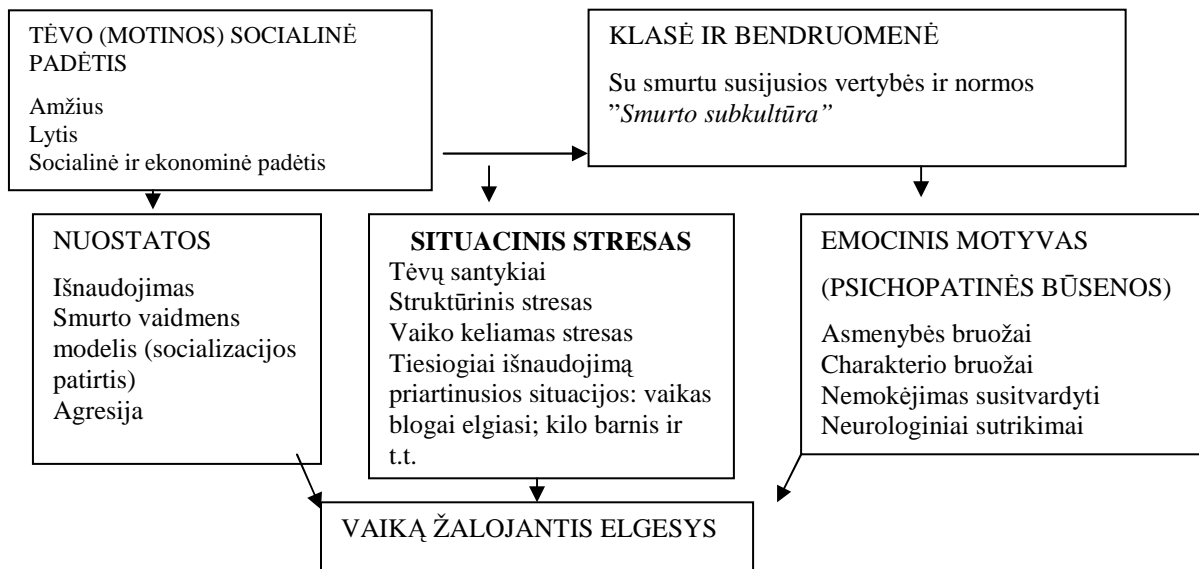 TĖVO (MOTINOS) SOCIALINĖ
PADĖTIS
Amžius
Lytis
Socialinė ir ekonominė padėtis
KLASĖ IR BENDRUOMENĖ
Su smurtu susijusios vertybės ir normos
”Smurto subkultūra”
NUOSTATOS
Išnaudojimas
Smurto vaidmens
modelis (socializacijos
patirtis)
Agresija
SITUACINIS STRESAS
Tėvų santykiai
Struktūrinis stresas
Vaiko keliamas stresas
Tiesiogiai išnaudojimą
priartinusios situacijos: vaikas
blogai elgiasi; kilo barnis ir
t.t.
EMOCINIS MOTYVAS
(PSICHOPATINĖS BŪSENOS)
Asmenybės bruožai
Charakterio bruožai
Nemokėjimas susitvardyti
Neurologiniai sutrikimai
VAIKĄ ŽALOJANTIS ELGESYS